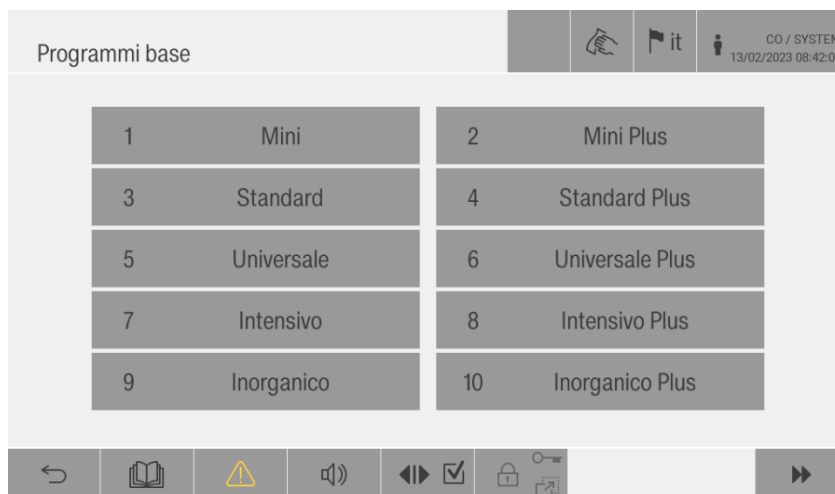 Programmi base
it
CO / SYSTEM
13/02/2023 08:42:0
1 Mini
2 Mini Plus
3 Standard
4 Standard Plus
5 Universale
6 Universale Plus
7 Intensivo
8 Intensivo Plus
9 Inorganico
10 Inorganico Plus